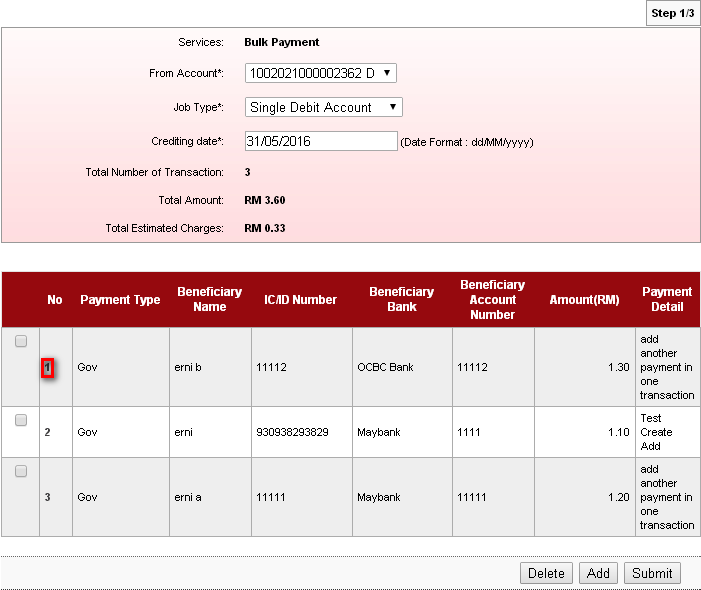 Step 1/3
Services: Bulk Payment
From Account*: 1002021000002362 D
Job Type*: Single Debit Account
Crediting date*: 31/05/2016 (Date Format : dd/MM/yyyy)
Total Number of Transaction: 3
Total Amount: RM 3.60
Total Estimated Charges: RM 0.33
No Payment Type Beneficiary Name IC/ID Number Beneficiary Bank Beneficiary Account Number Amount(RM) Payment Detail
1 Gov erni b 11112 OCBC Bank 11112 1.30 add another payment in one transaction
2 Gov erni 930938293829 Maybank 1111 1.10 Test Create Add
3 Gov erni a 11111 Maybank 11111 1.20 add another payment in one transaction
Delete Add Submit